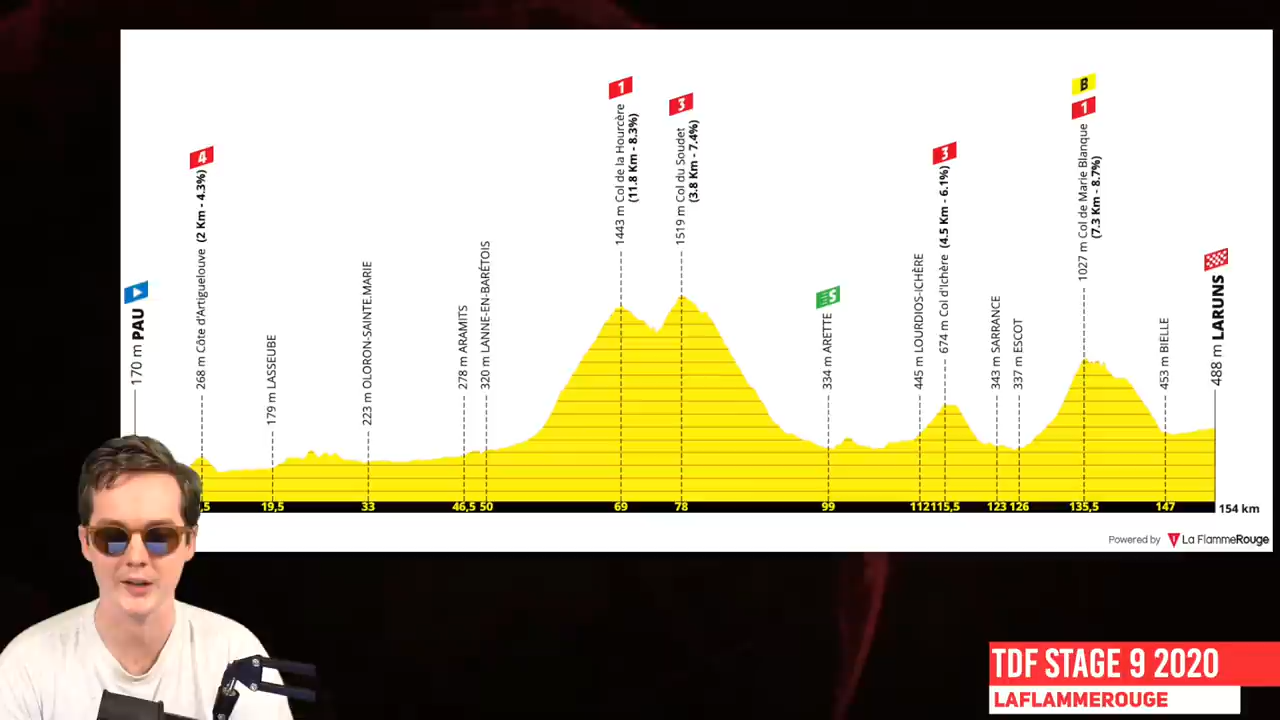 170 m PAU
4
268 m Côte d'Artiguelouve (2 Km - 4.3%)
179 m LASSEUBE
223 m OLORON-SAINTE.MARIE
278 m ARAMITS
320 m LANNE-EN-BARÉTOIS
1
1443 m Col de la Hourcère
(11.8 Km - 8.3%)
3
1519 m Col du Soudet
(3.8 Km - 7.4%)
S
334 m ARETTE
445 m LOURDIOS-ICHÈRE
3
674 m Col d'Ichère (4.5 Km - 6.1%)
343 m SARRANCE
337 m ESCOT
B
1
1027 m Col de Marie Blanque
(7.3 Km - 8.7%)
453 m BIELLE
488 m LARUNS
,5 19,5 33 46,5 50 69 78 99 112 115,5 123 126 135,5 147 154 km
Powered by La FlammeRouge
TDF STAGE 9 2020
LAFLAMMEROUGE